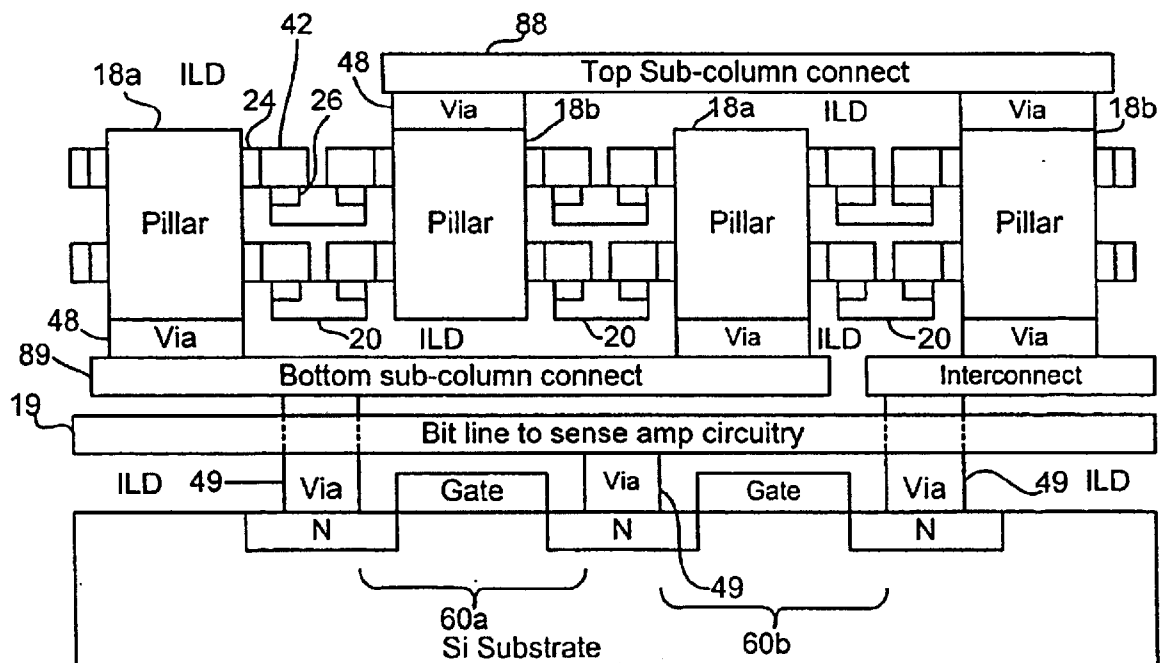 88
42
Top Sub-column connect
ILD
48
18a
24
26
Via
18b
18a
ILD
Via
18b
Pillar
Pillar
Pillar
Pillar
48
Via
20
ILD
20
Via
ILD
20
Via
89
Bottom sub-column connect
Interconnect
19
Bit line to sense amp circuitry
ILD
49
Via
Gate
Via
Gate
Via
49
ILD
N
N
N
49
60a
60b
Si Substrate